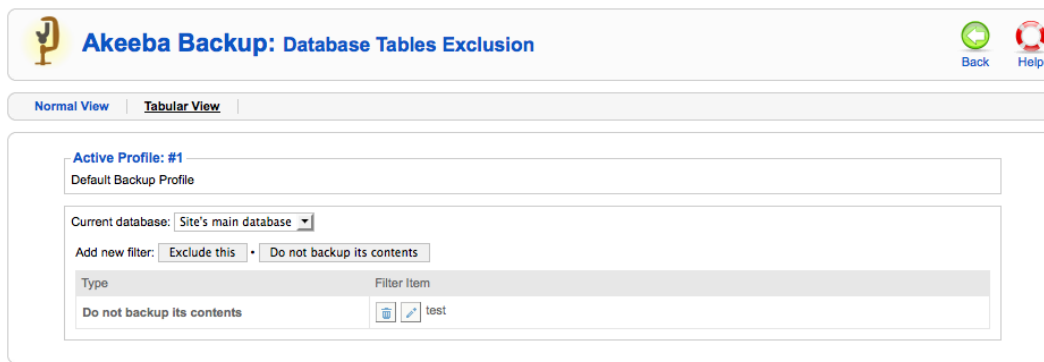 Akeeba Backup: Database Tables Exclusion
Back
Help
Normal View
Tabular View
Active Profile: #1
Default Backup Profile
Current database: Site's main database
Add new filter: Exclude this • Do not backup its contents
Type Filter Item
Do not backup its contents test